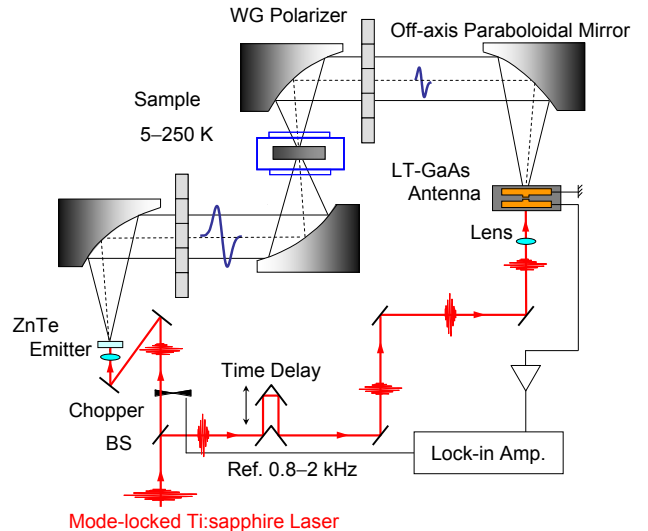 WG Polarizer
Off-axis Paraboloidal Mirror
Sample
5–250 K
LT-GaAs
Antenna
Lens
ZnTe
Emitter
Time Delay
Chopper
BS
Lock-in Amp.
Ref. 0.8–2 kHz
Mode-locked Ti:sapphire Laser